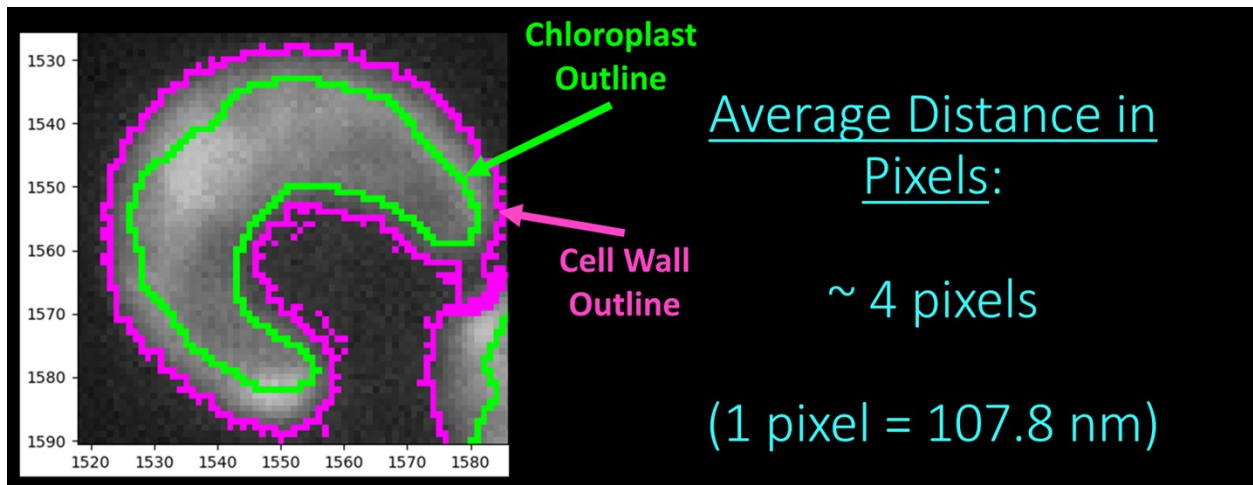 Chloroplast
Outline
Average Distance in
Pixels:
Cell Wall
Outline
~ 4 pixels
(1 pixel = 107.8 nm)
1530
1540
1550
1560
1570
1580
1590
1520 1530 1540 1550 1560 1570 1580